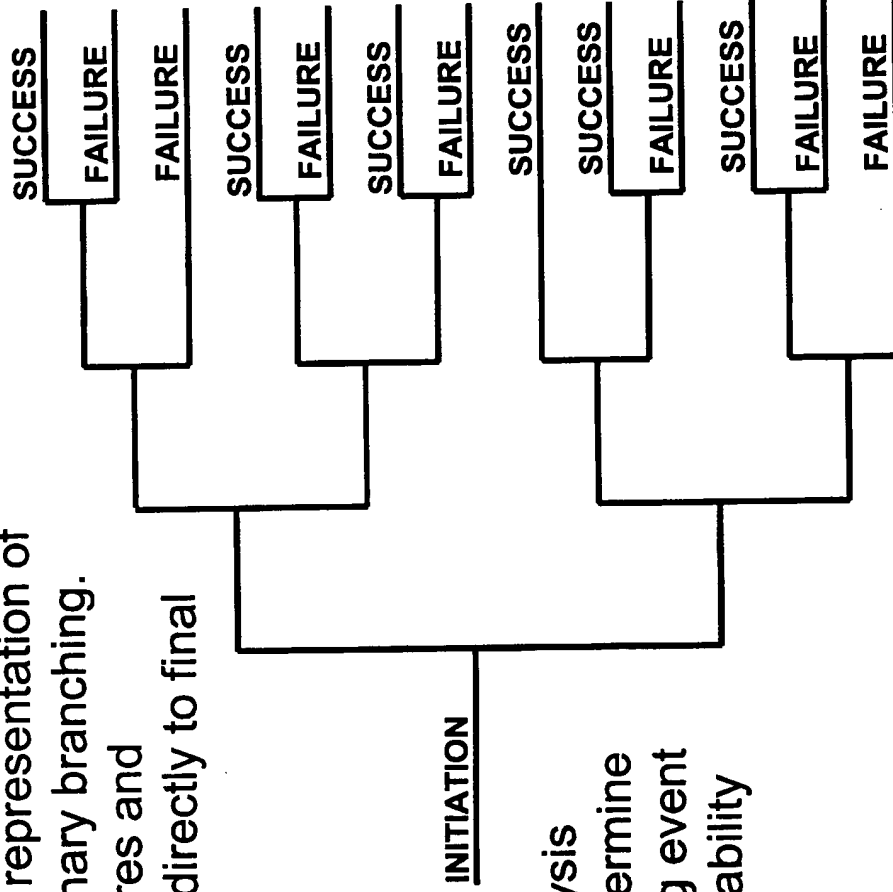 representation of
nary branching.
res and
directly to final
SUCCESS
FAILURE
FAILURE
SUCCESS
FAILURE
SUCCESS
FAILURE
SUCCESS
SUCCESS
FAILURE
SUCCESS
FAILURE
FAILURE
INITIATION
ysis
ermine
g event
ability